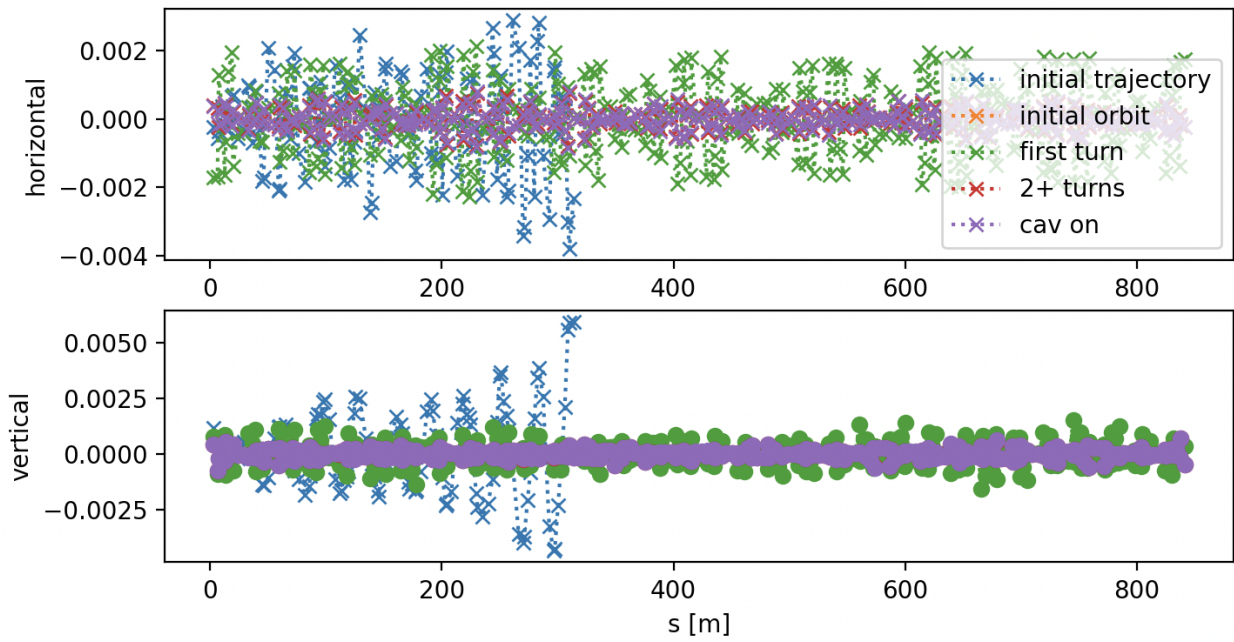 0.002
0.000
−0.002
−0.004
horizontal
initial trajectory
initial orbit
first turn
2+ turns
cav on
0
200
400
600
800
0.0050
0.0025
0.0000
−0.0025
vertical
0
200
400
600
800
s [m]